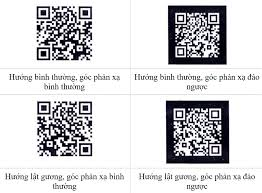 Hướng bình thường, góc phản xạ
bình thường
Hướng bình thường, góc phản xạ đảo
ngược
Hướng lật gương, góc phản xạ bình
thường
Hướng lật gương, góc phản xạ đảo
ngược